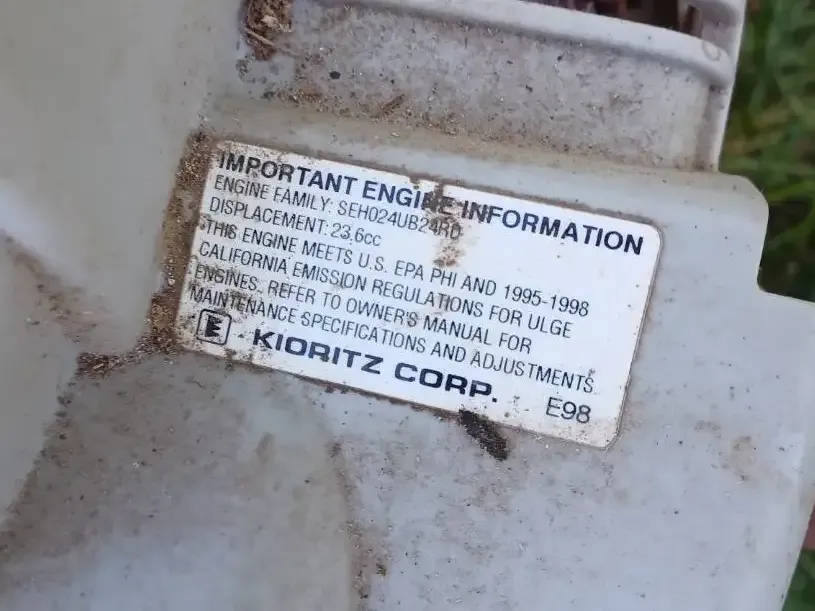 IMPORTANT ENGINE INFORMATION
ENGINE FAMILY: SEH024UB24RD
DISPLACEMENT: 23.6cc
THIS ENGINE MEETS U.S. EPA PHI AND 1995-1998
CALIFORNIA EMISSION REGULATIONS FOR ULGE
ENGINES. REFER TO OWNER'S MANUAL FOR
MAINTENANCE SPECIFICATIONS AND ADJUSTMENTS.
KIORITZ CORP. E98